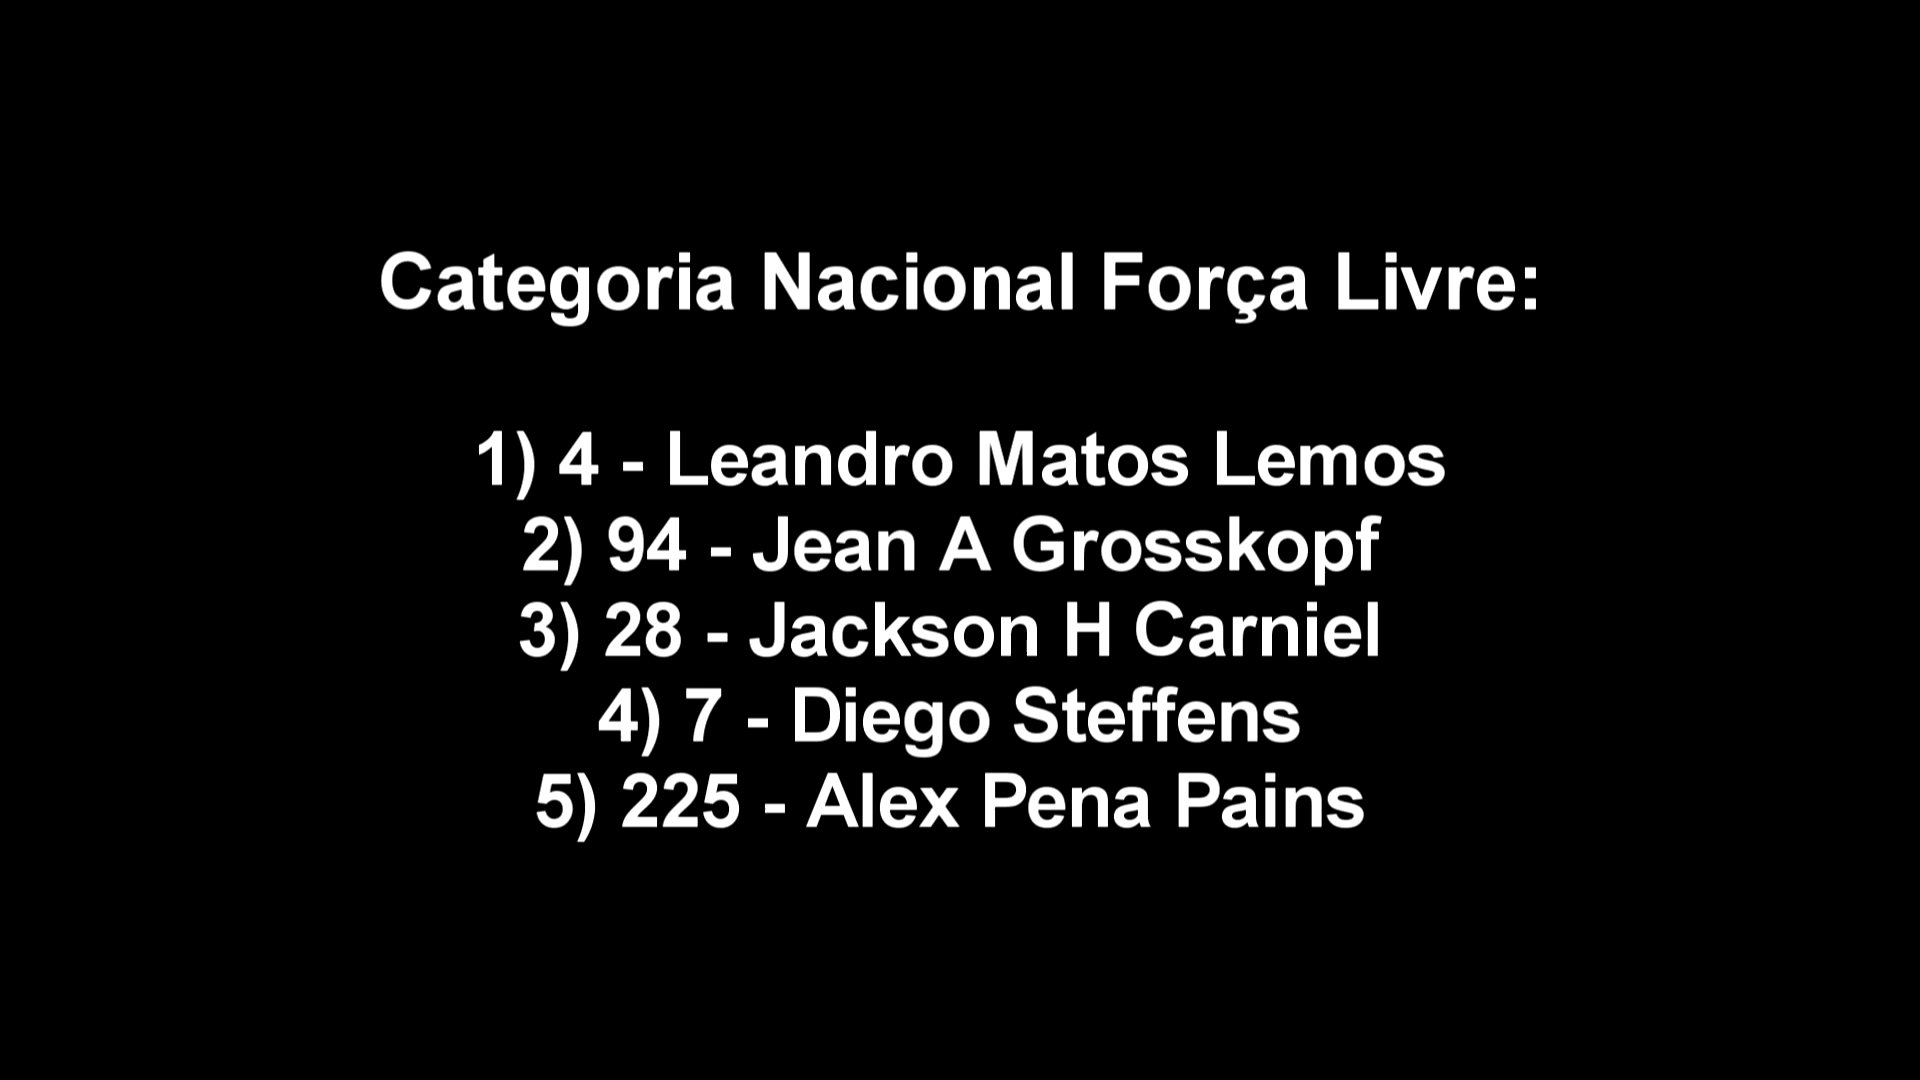 Categoria Nacional Força Livre:
1) 4 - Leandro Matos Lemos
2) 94 - Jean A Grosskopf
3) 28 - Jackson H Carniel
4) 7 - Diego Steffens
5) 225 - Alex Pena Pains